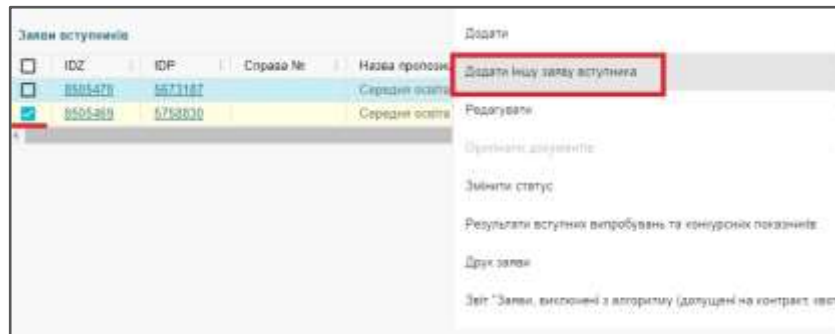 Заяви вступників
IDZ IDP Справа № Назва пропози
8505478 5673187 Середня освіта
8505469 5758830 Середня освіта
Додати
Додати іншу заяву вступника
Редагувати
Оригінали документів
Змінити статус
Результати вступних випробувань та конкурсних показників
Друк заяви
Звіт "Заяви, виключені з алгоритму (допущені на контракт, квот